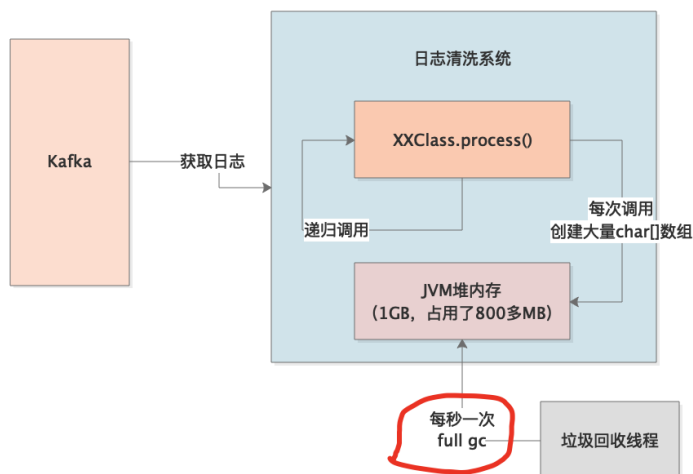 日志清洗系统
XXClass.process()
Kafka
获取日志
每次调用
创建大量char[]数组
递归调用
JVM堆内存
（1GB，占用了800多MB）
每秒一次
full gc
垃圾回收线程